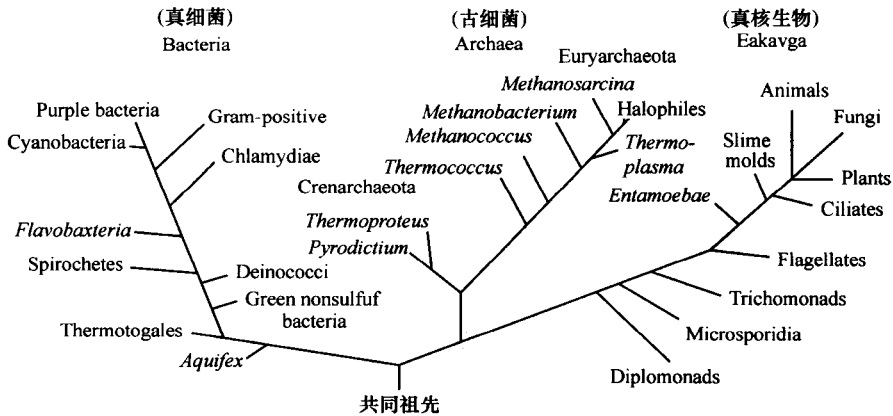 (真细菌)
Bacteria
(古细菌)
Archaea
(真核生物)
Eakavga
Euryarchaeota
Methanosarcina
Halophiles
Methanobacterium
Methanococcus
Thermo-
plasma
Thermococcus
Crenarchaeota
Thermoproteus
Pyrodictium
Purple bacteria
Gram-positive
Cyanobacteria
Chlamydiae
Flavobaxteria
Spirochetes
Deinococci
Green nonsulfuf
bacteria
Thermotogales
Aquifex
Animals
Fungi
Slime
molds
Plants
Entamoebae
Ciliates
Flagellates
Trichomonads
Microsporidia
Diplomonads
共同祖先